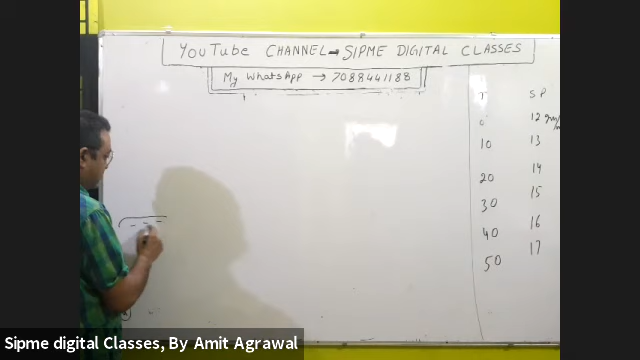 YouTube CHANNEL → SIPME DIGITAL CLASSES
My WhatsApp → 7088441188
T SP
0 12
10 13
20 14
30 15
40 16
50 17
Sipme digital Classes, By Amit Agrawal